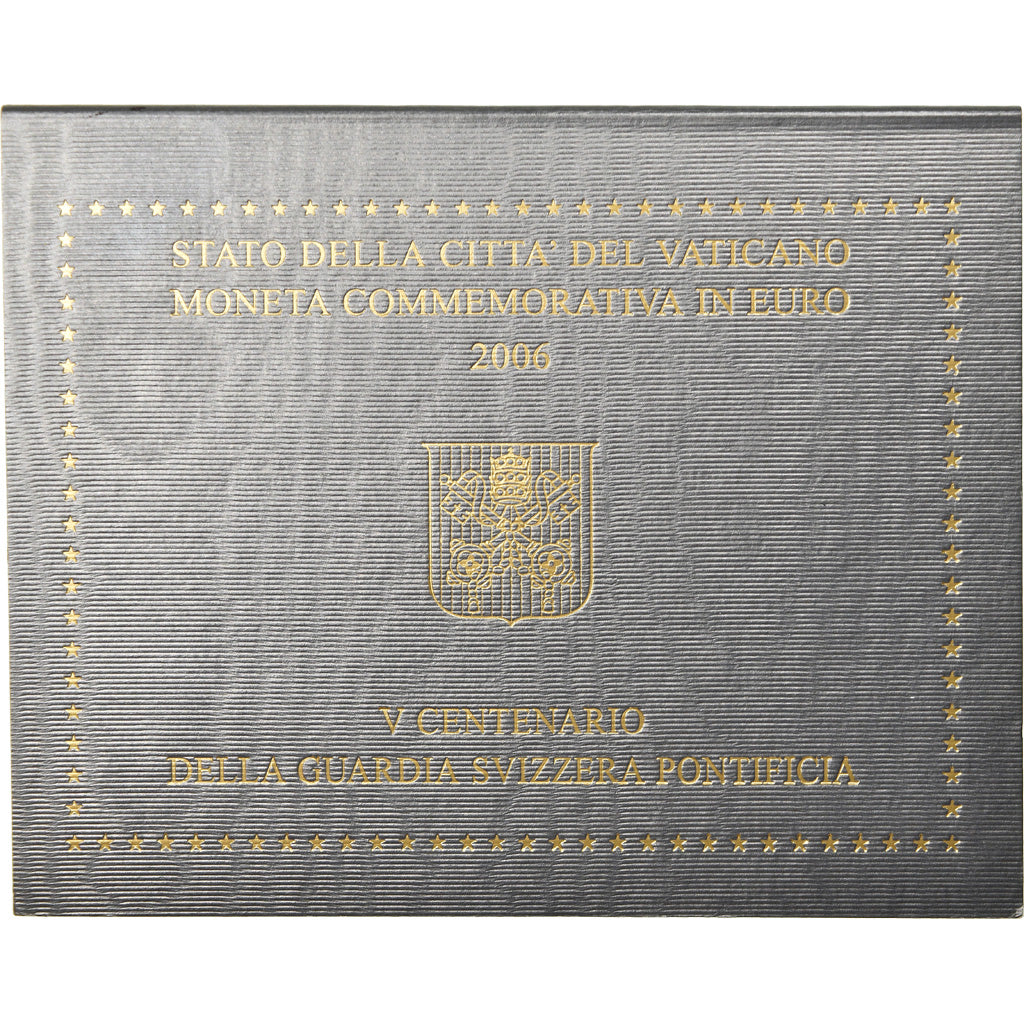 STATO DELLA CITTA' DEL VATICANO
MONETA COMMEMORATIVA IN EURO
2006
V CENTENARIO
DELLA GUARDIA SVIZZERA PONTIFICIA